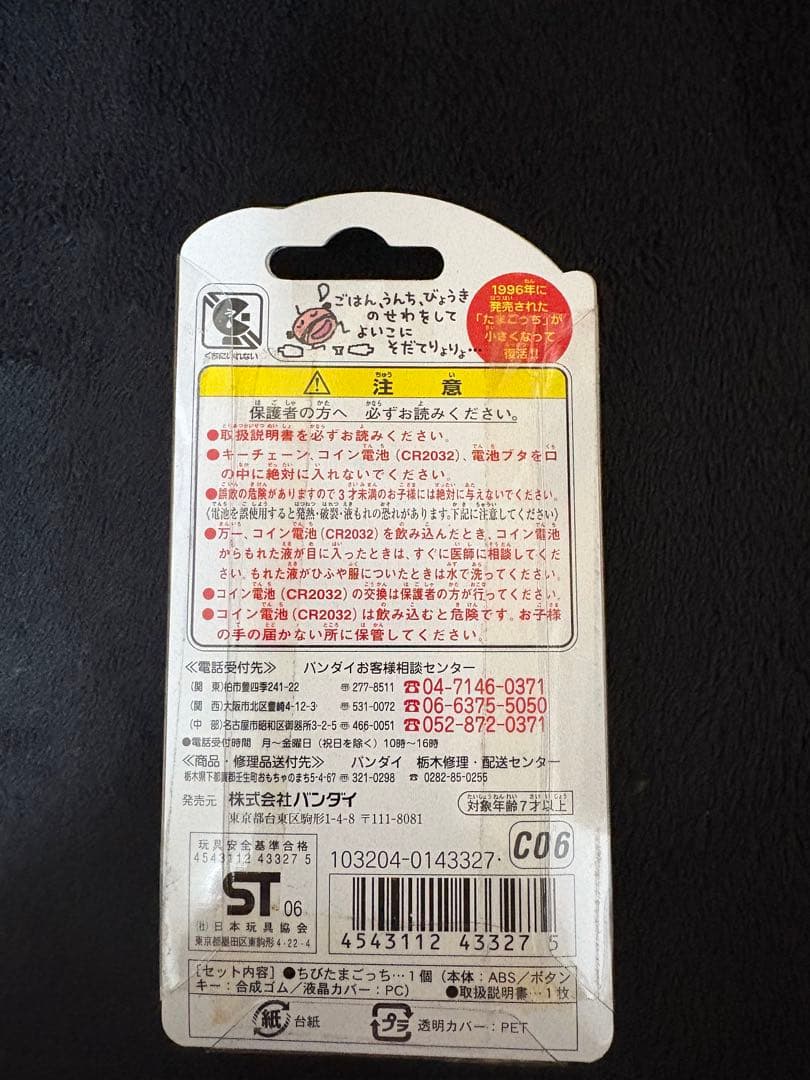 ごはん、うんち、びょうき
のせわをして
よいこに
そだてりょりょ…
くちにいれない
1996年に
発売された
「たまごっち」が
小さくなって
復活!!
⚠ 注意
保護者の方へ 必ずお読みください。
●取扱説明書を必ずお読みください。
●キーチェーン、コイン電池(CR2032)、電池ブタを口
の中に絶対に入れないでください。
●誤飲の危険がありますので3才未満のお子様には絶対に与えないでください。
〈電池を誤使用すると発熱・破裂・液もれの恐れがあります。下記に注意してください〉
●万一、コイン電池(CR2032)を飲み込んだとき、コイン電池
からもれた液が目に入ったときは、すぐに医師に相談してくだ
さい。もれた液がひふや服についたときは水で洗ってください。
●コイン電池(CR2032)の交換は保護者の方が行ってください。
●コイン電池(CR2032)は飲み込むと危険です。お子様
の手の届かない所に保管してください。
≪電話受付先≫ バンダイお客様相談センター
(関 東)柏市豊四季241-22 〠277-8511 ☎04-7146-0371
(関 西)大阪市北区豊崎4-12-3 〠531-0072 ☎06-6375-5050
(中 部)名古屋市昭和区御器所3-2-5 〠466-0051 ☎052-872-0371
●電話受付時間 月～金曜日(祝日を除く)10時～16時
≪商品・修理品送付先≫ バンダイ 栃木修理・配送センター
栃木県下都賀郡壬生町おもちゃのまち5-4-67 〠321-0298 ☎0282-85-0255
発売元 株式会社バンダイ
東京都台東区駒形1-4-8 〒111-8081
対象年齢7才以上
玩具安全基準合格
4543112 43327 5
ST 06
(社)日本玩具協会
東京都墨田区東駒形4-22-4
103204-0143327・
C06
4543112 43327 5
[セット内容]●ちびたまごっち…1個(本体:ABS/ボタン
キー:合成ゴム/液晶カバー:PC) ●取扱説明書…1枚
紙 台紙
プラ 透明カバー:PET